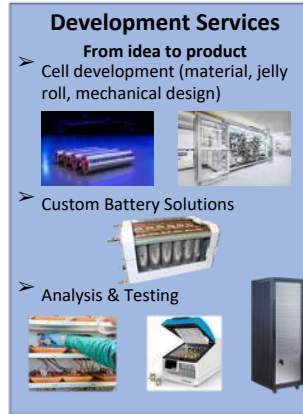 Development Services
From idea to product
➢ Cell development (material, jelly
roll, mechanical design)
➢ Custom Battery Solutions
➢ Analysis & Testing